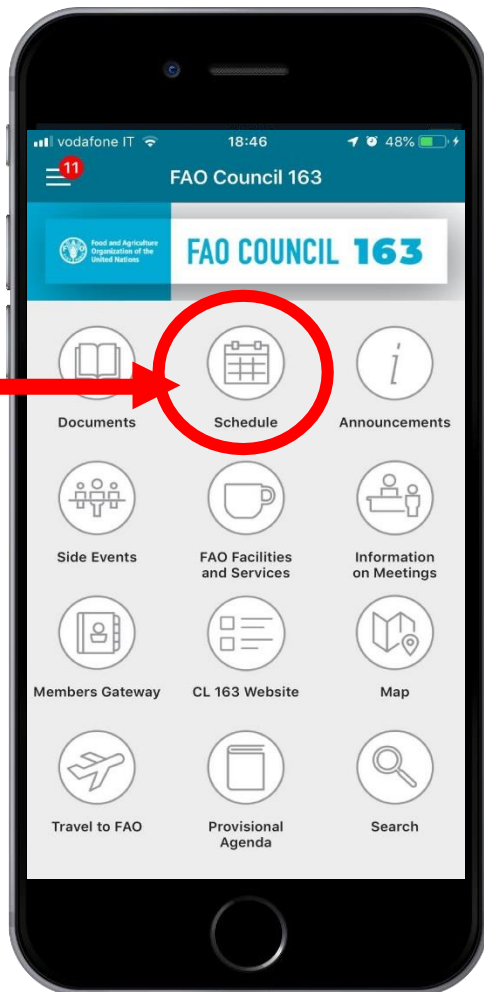 vodafone IT 18:46 48%
11
FAO Council 163
Food and Agriculture
Organization of the
United Nations
FAO COUNCIL 163
Documents Schedule Announcements
Side Events FAO Facilities Information
and Services on Meetings
Members Gateway CL 163 Website Map
Travel to FAO Provisional Search
Agenda